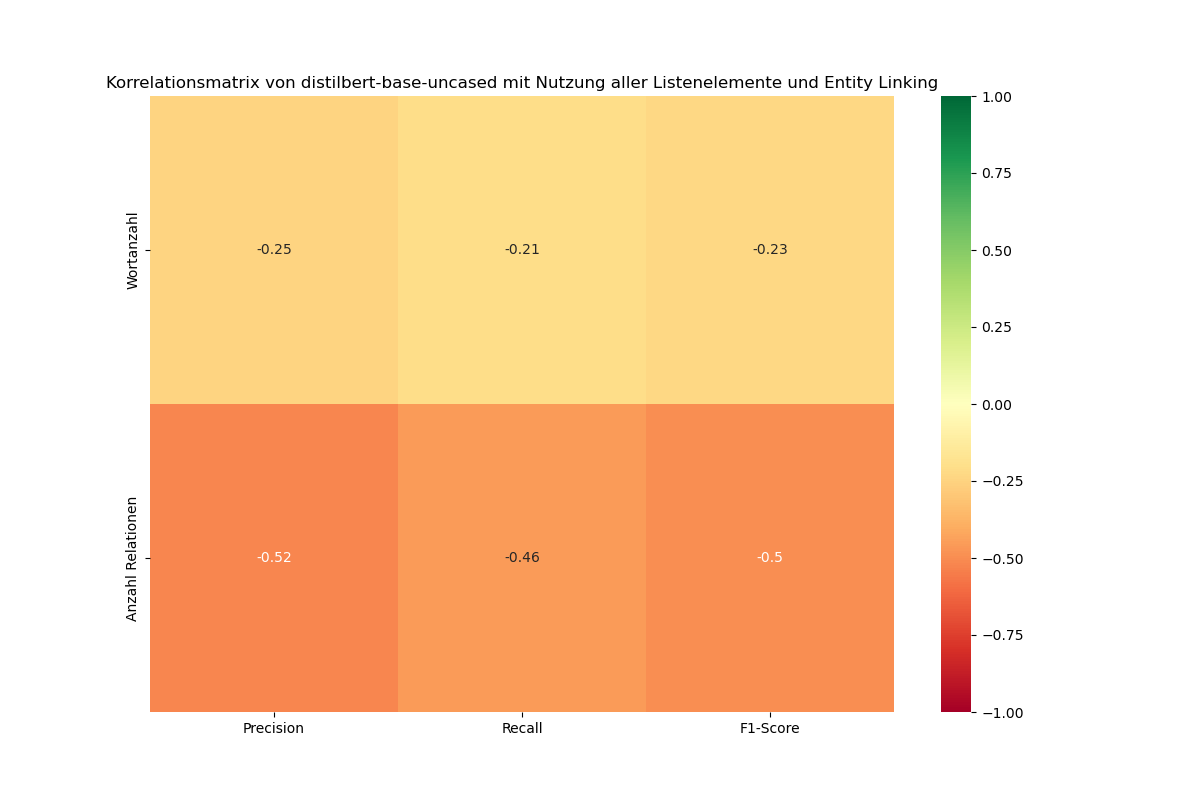 Korrelationsmatrix von distilbert-base-uncased mit Nutzung aller Listenelemente und Entity Linking
Wortanzahl
-0.25
-0.21
-0.23
Anzahl Relationen
-0.52
-0.46
-0.5
Precision
Recall
F1-Score
1.00
0.75
0.50
0.25
0.00
−0.25
−0.50
−0.75
−1.00